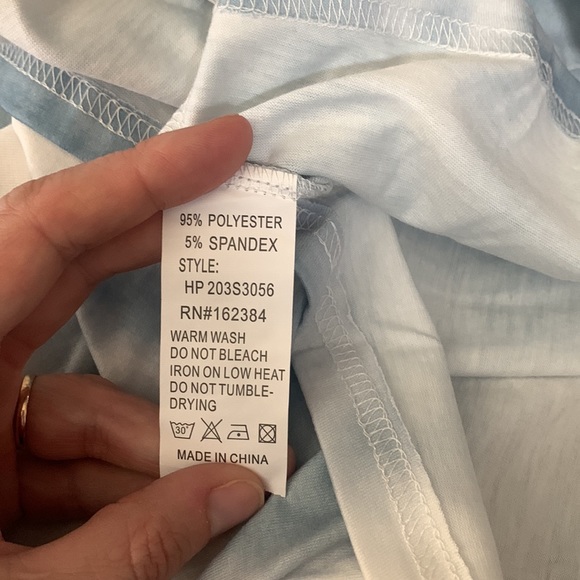 95% POLYESTER
5% SPANDEX
STYLE:
HP 203S3056
RN#162384
WARM WASH
DO NOT BLEACH
IRON ON LOW HEAT
DO NOT TUMBLE-
DRYING
30°
MADE IN CHINA